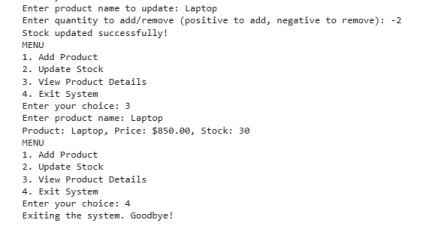 Enter product name to update: Laptop
Enter quantity to add/remove (positive to add, negative to remove): -2
Stock updated successfully!
MENU
1. Add Product
2. Update Stock
3. View Product Details
4. Exit System
Enter your choice: 3
Enter product name: Laptop
Product: Laptop, Price: $850.00, Stock: 30
MENU
1. Add Product
2. Update Stock
3. View Product Details
4. Exit System
Enter your choice: 4
Exiting the system. Goodbye!